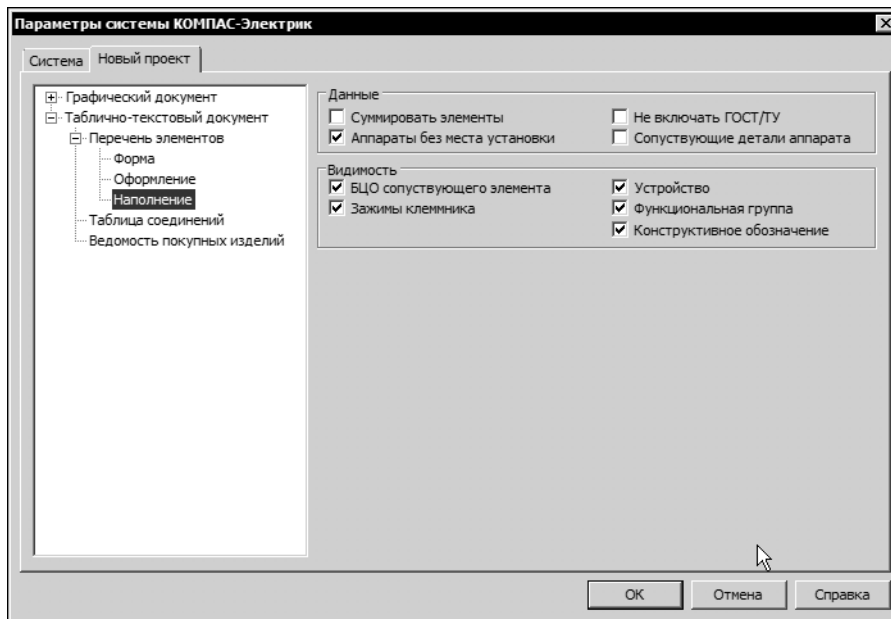 Параметры системы КОМПАС-Электрик
Система
Новый проект
Графический документ
Таблично-текстовый документ
Перечень элементов
Форма
Оформление
Наполнение
Таблица соединений
Ведомость покупных изделий
Данные
Суммировать элементы
Не включать ГОСТ/ТУ
Аппараты без места установки
Сопуствующие детали аппарата
Видимость
БЦО сопуствующего элемента
Устройство
Зажимы клеммника
Функциональная группа
Конструктивное обозначение
OK
Отмена
Справка